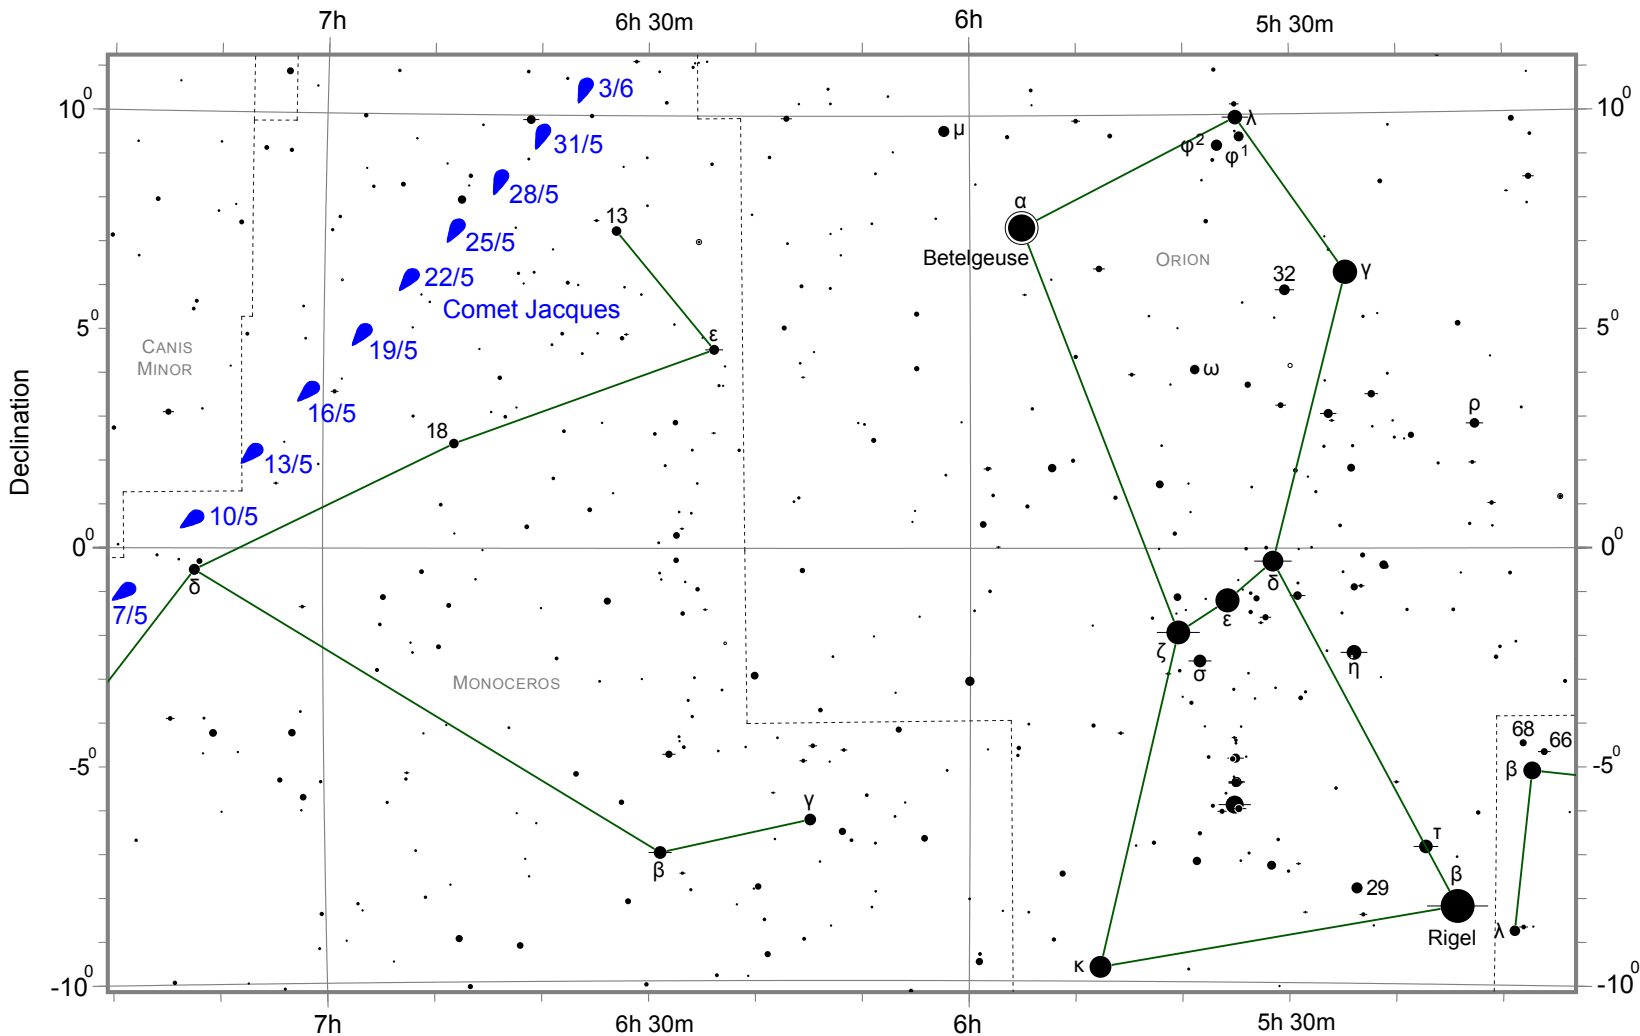 7h
6h 30m
6h
5h 30m
10⁰
10⁰
3/6
31/5
μ
λ
φ²
φ¹
28/5
13
α
25/5
Betelgeuse
ORION
γ
22/5
32
Comet Jacques
5⁰
5⁰
ε
19/5
CANIS
MINOR
ω
Declination
16/5
ρ
18
13/5
10/5
0⁰
0⁰
δ
δ
7/5
ε
ζ
σ
η
MONOCEROS
68
66
-5⁰
-5⁰
β
γ
τ
β
β
29
λ
Rigel
κ
-10⁰
-10⁰
7h
6h 30m
6h
5h 30m